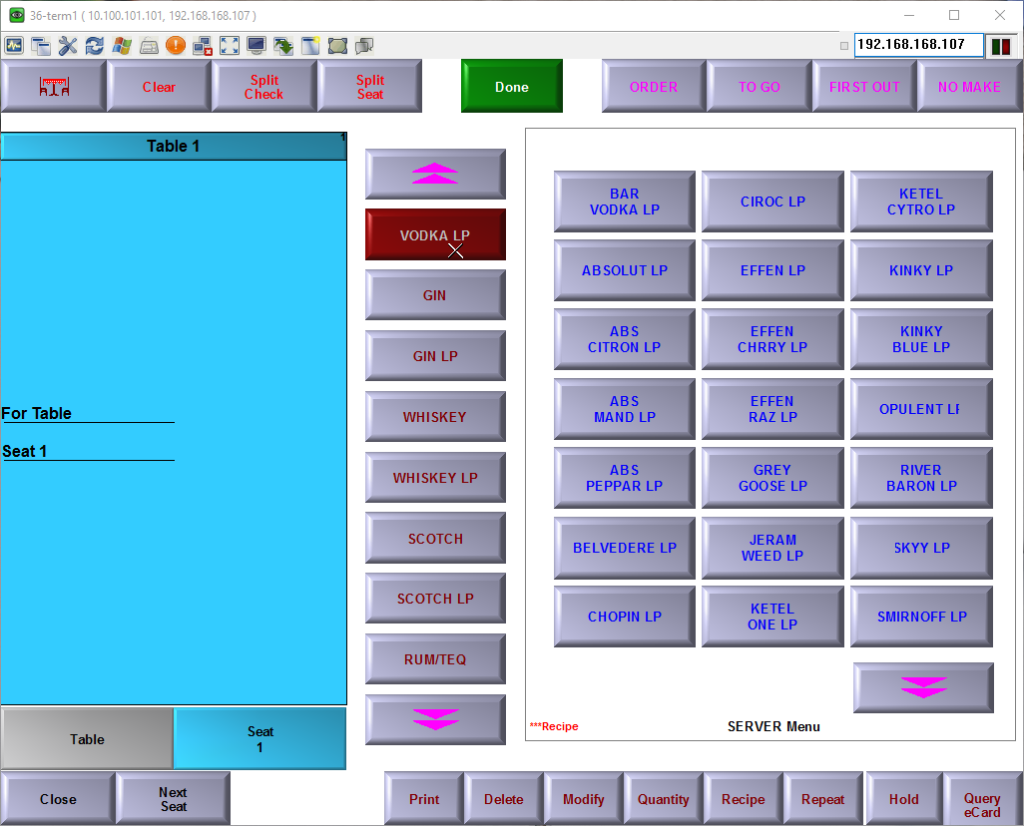 36-term1 ( 10.100.101.101, 192.168.168.107 )
192.168.168.107
Clear
Split
Check
Split
Seat
Done
ORDER
TO GO
FIRST OUT
NO MAKE
Table 1
1
For Table
Seat 1
VODKA LP
GIN
GIN LP
WHISKEY
WHISKEY LP
SCOTCH
SCOTCH LP
RUM/TEQ
BAR
VODKA LP
CIROC LP
KETEL
CYTRO LP
ABSOLUT LP
EFFEN LP
KINKY LP
ABS
CITRON LP
EFFEN
CHRRY LP
KINKY
BLUE LP
ABS
MAND LP
EFFEN
RAZ LP
OPULENT LP
ABS
PEPPAR LP
GREY
GOOSE LP
RIVER
BARON LP
BELVEDERE LP
JERAM
WEED LP
SKYY LP
CHOPIN LP
KETEL
ONE LP
SMIRNOFF LP
***Recipe
SERVER Menu
Table
Seat
1
Close
Next
Seat
Print
Delete
Modify
Quantity
Recipe
Repeat
Hold
Query
eCard